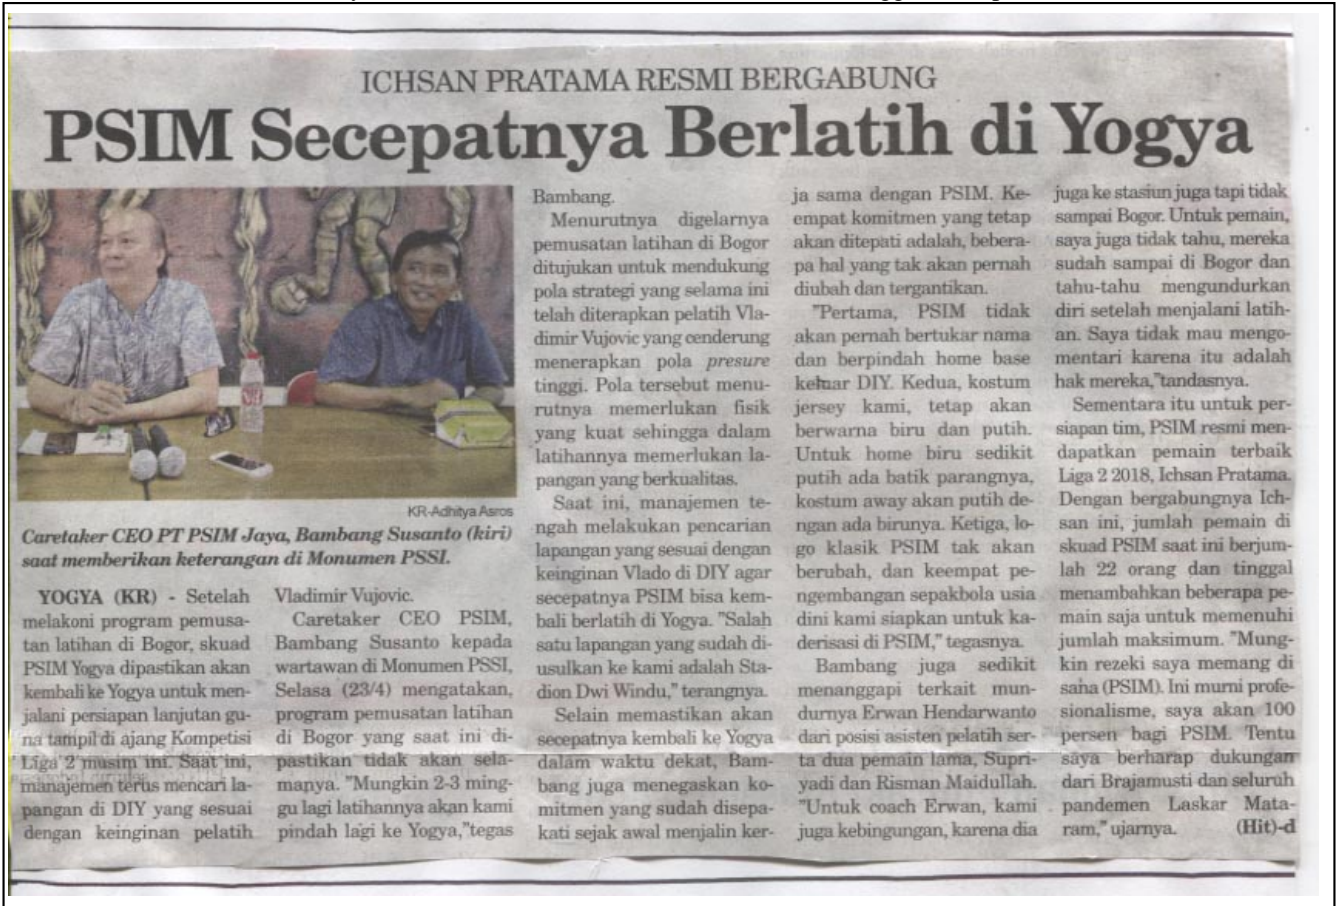 ICHSAN PRATAMA RESMI BERGABUNG
PSIM Secepatnya Berlatih di Yogya
KR-Adhitya Asros
Caretaker CEO PT PSIM Jaya, Bambang Susanto (kiri)
saat memberikan keterangan di Monumen PSSI.
YOGYA (KR) - Setelah
melakoni program pemusa-
tan latihan di Bogor, skuad
PSIM Yogya dipastikan akan
kembali ke Yogya untuk men-
jalani persiapan lanjutan gu-
na tampil di ajang Kompetisi
Liga 2 musim ini. Saat ini,
manajemen terus mencari la-
pangan di DIY yang sesuai
dengan keinginan pelatih
Vladimir Vujovic.
Caretaker CEO PSIM,
Bambang Susanto kepada
wartawan di Monumen PSSI,
Selasa (23/4) mengatakan,
program pemusatan latihan
di Bogor yang saat ini di-
pastikan tidak akan sela-
manya. "Mungkin 2-3 ming-
gu lagi latihannya akan kami
pindah lagi ke Yogya,"tegas
Bambang.
Menurutnya digelarnya
pemusatan latihan di Bogor
ditujukan untuk mendukung
pola strategi yang selama ini
telah diterapkan pelatih Vla-
dimir Vujovic yang cenderung
menerapkan pola presure
tinggi. Pola tersebut menu-
rutnya memerlukan fisik
yang kuat sehingga dalam
latihannya memerlukan la-
pangan yang berkualitas.
Saat ini, manajemen te-
ngah melakukan pencarian
lapangan yang sesuai dengan
keinginan Vlado di DIY agar
secepatnya PSIM bisa kem-
bali berlatih di Yogya. "Salah
satu lapangan yang sudah di-
usulkan ke kami adalah Sta-
dion Dwi Windu," terangnya.
Selain memastikan akan
secepatnya kembali ke Yogya
dalam waktu dekat, Bam-
bang juga menegaskan ko-
mitmen yang sudah disepa-
kati sejak awal menjalin ker-
ja sama dengan PSIM. Ke-
empat komitmen yang tetap
akan ditepati adalah, bebera-
pa hal yang tak akan pernah
diubah dan tergantikan.
"Pertama, PSIM tidak
akan pernah bertukar nama
dan berpindah home base
keluar DIY. Kedua, kostum
jersey kami, tetap akan
berwarna biru dan putih.
Untuk home biru sedikit
putih ada batik parangnya,
kostum away akan putih de-
ngan ada birunya. Ketiga, lo-
go klasik PSIM tak akan
berubah, dan keempat pe-
ngembangan sepakbola usia
dini kami siapkan untuk ka-
derisasi di PSIM," tegasnya.
Bambang juga sedikit
menanggapi terkait mun-
durnya Erwan Hendarwanto
dari posisi asisten pelatih ser-
ta dua pemain lama, Supri-
yadi dan Risman Maidullah.
"Untuk coach Erwan, kami
juga kebingungan, karena dia
juga ke stasiun juga tapi tidak
sampai Bogor. Untuk pemain,
saya juga tidak tahu, mereka
sudah sampai di Bogor dan
tahu-tahu mengundurkan
diri setelah menjalani latih-
an. Saya tidak mau mengo-
mentari karena itu adalah
hak mereka,"tandasnya.
Sementara itu untuk per-
siapan tim, PSIM resmi men-
dapatkan pemain terbaik
Liga 2 2018, Ichsan Pratama.
Dengan bergabungnya Ich-
san ini, jumlah pemain di
skuad PSIM saat ini berjum-
lah 22 orang dan tinggal
menambahkan beberapa pe-
main saja untuk memenuhi
jumlah maksimum. "Mung-
kin rezeki saya memang di
saha (PSIM). Ini murni profe-
sionalisme, saya akan 100
persen bagi PSIM. Tentu
saya berharap dukungan
dari Brajamusti dan seluruh
pandemen Laskar Mata-
ram," ujarnya. (Hit)-d